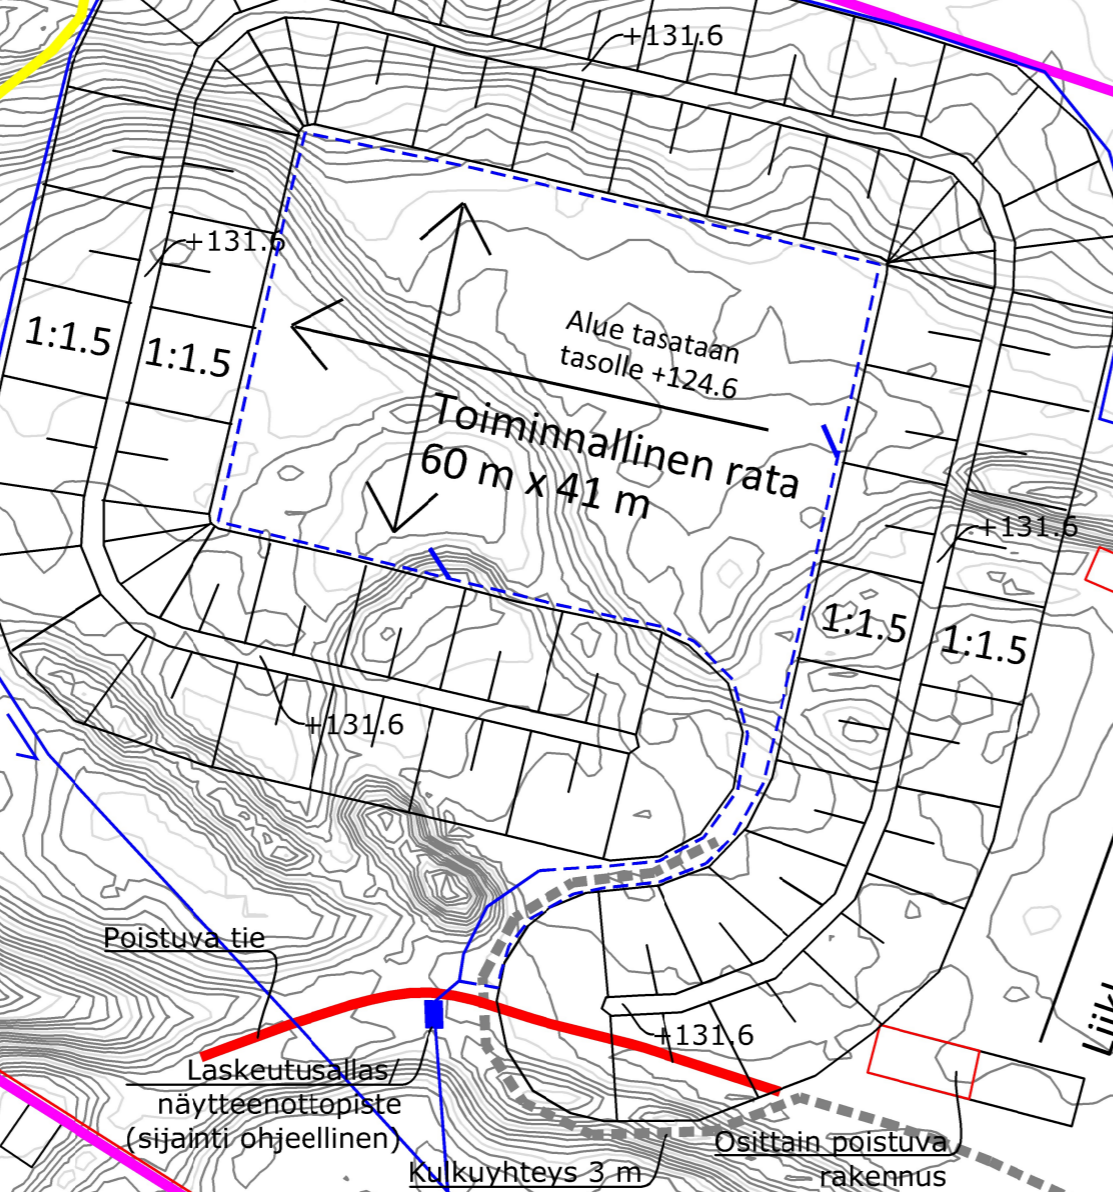 +131.6
+131.6
1:1.5
1:1.5
Alue tasataan
tasolle +124.6
Toiminnallinen rata
60 m x 41 m
+131.6
1:1.5
1:1.5
+131.6
Poistuva tie
+131.6
Laskeutusallas/
näytteenottopiste
(sijainti ohjeellinen)
Kulkuyhteys 3 m
Osittain poistuva
rakennus